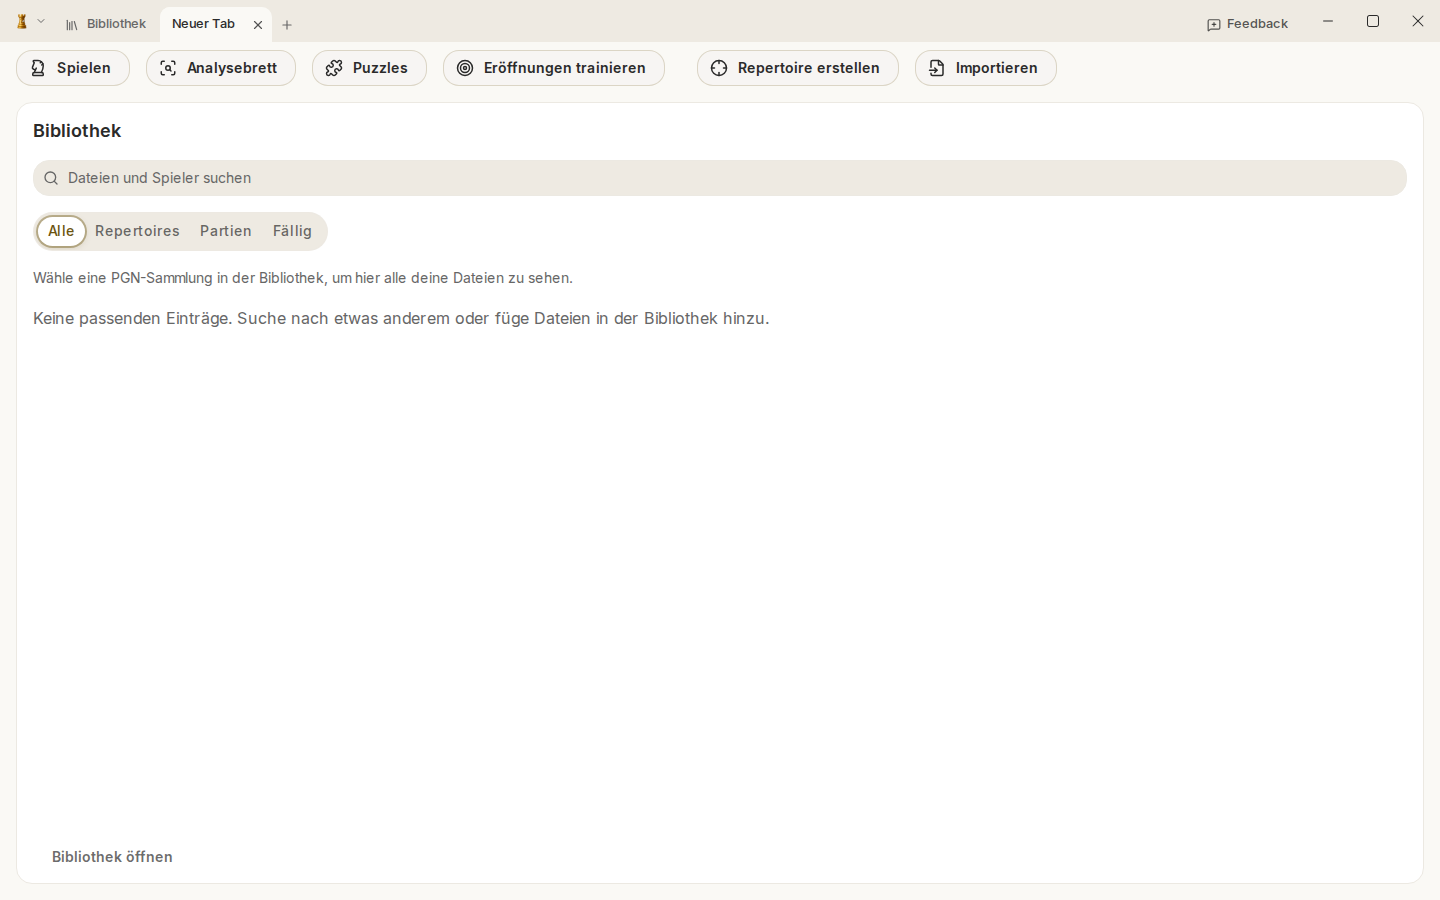 Bibliothek
Neuer Tab
Feedback
Spielen
Analysebrett
Puzzles
Eröffnungen trainieren
Repertoire erstellen
Importieren
Bibliothek
Dateien und Spieler suchen
Alle
Repertoires
Partien
Fällig
Wähle eine PGN-Sammlung in der Bibliothek, um hier alle deine Dateien zu sehen.
Keine passenden Einträge. Suche nach etwas anderem oder füge Dateien in der Bibliothek hinzu.
Bibliothek öffnen